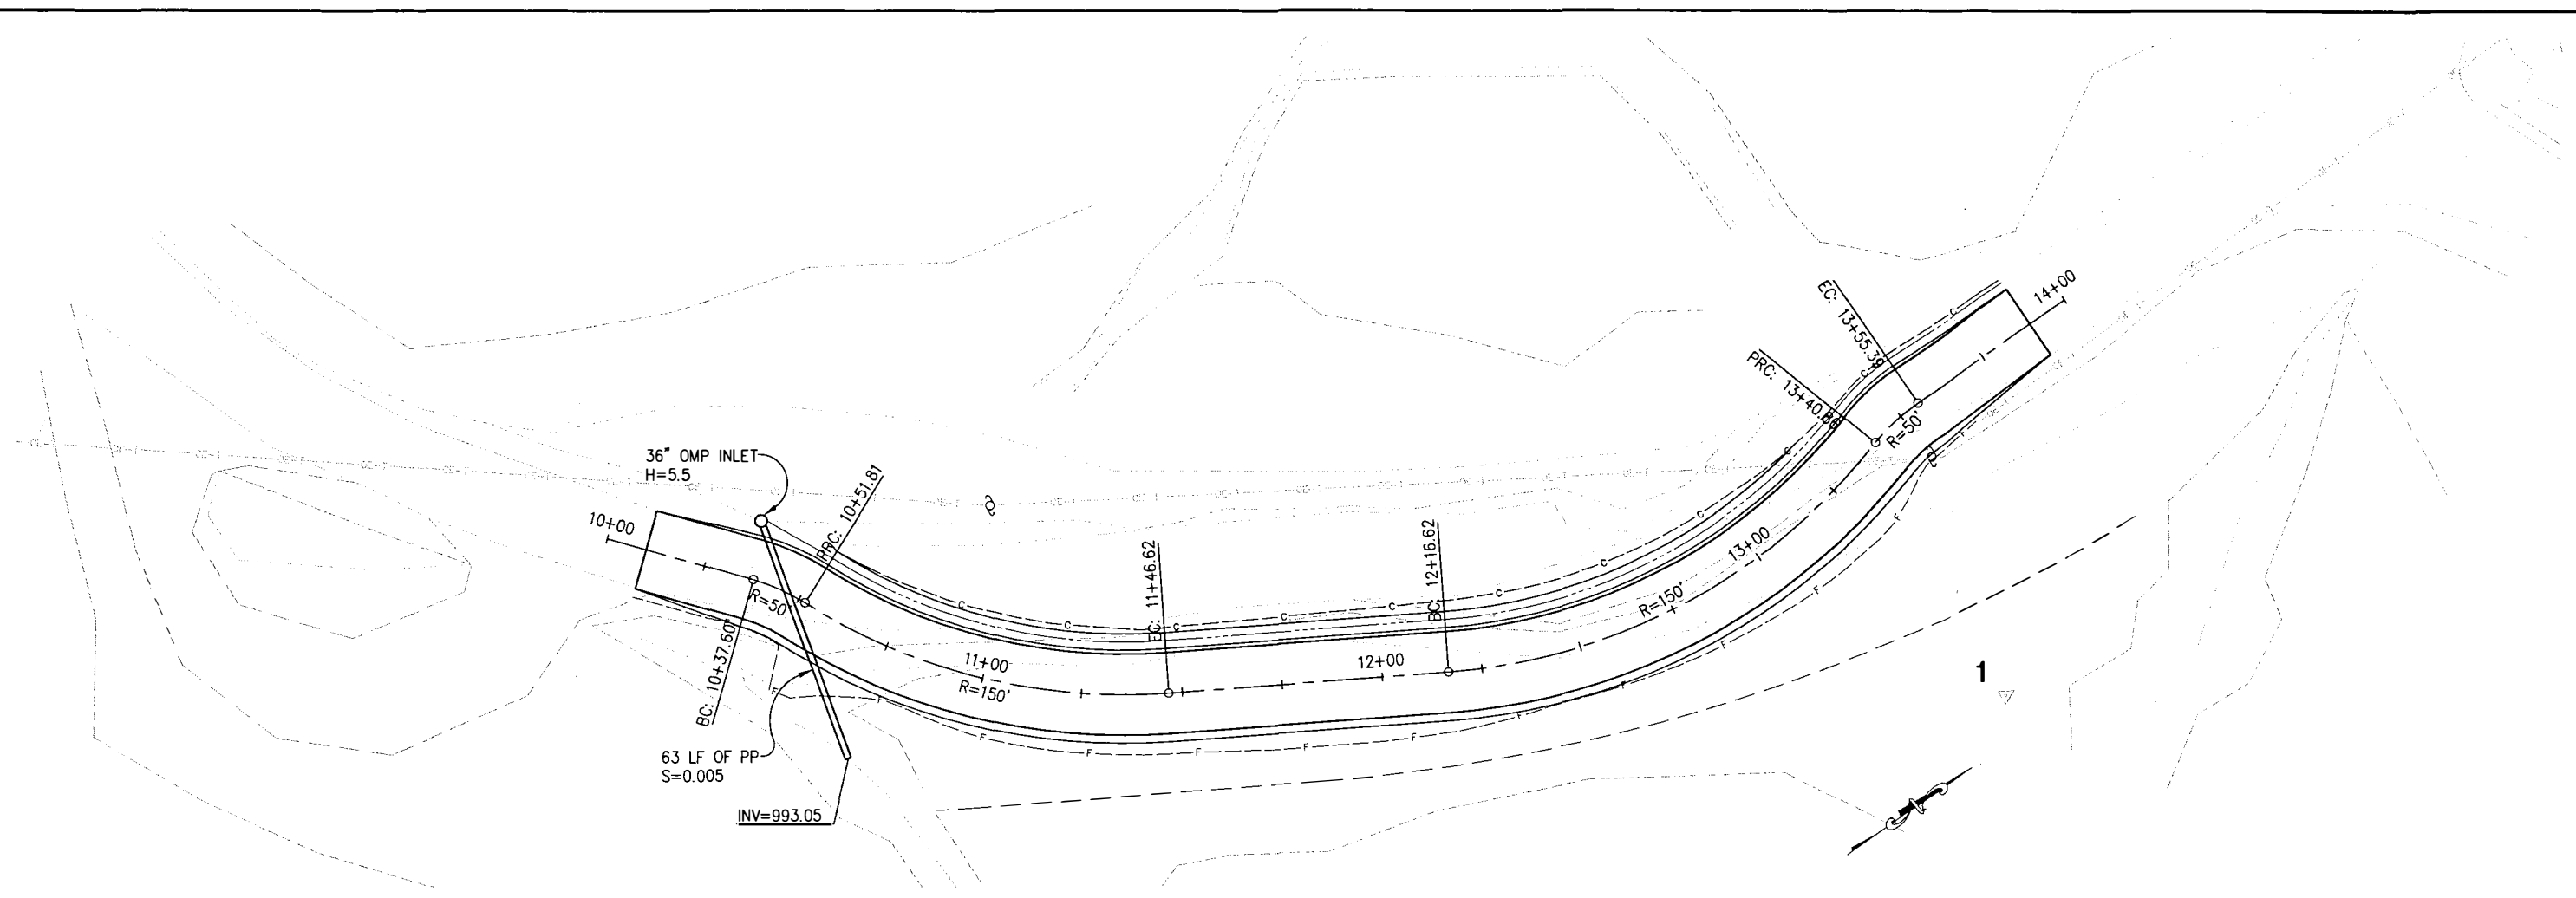 36" OMP INLET
H=5.5
10+00
R=50'
PRC: 10+51.81
BC: 10+37.60
63 LF OF PP
S=0.005
INV=993.05
11+00
R=150'
EC: 11+46.62
12+00
BC: 12+16.62
R=150'
13+00
PRC: 13+40.88
R=50'
EC: 13+55.39
14+00
1